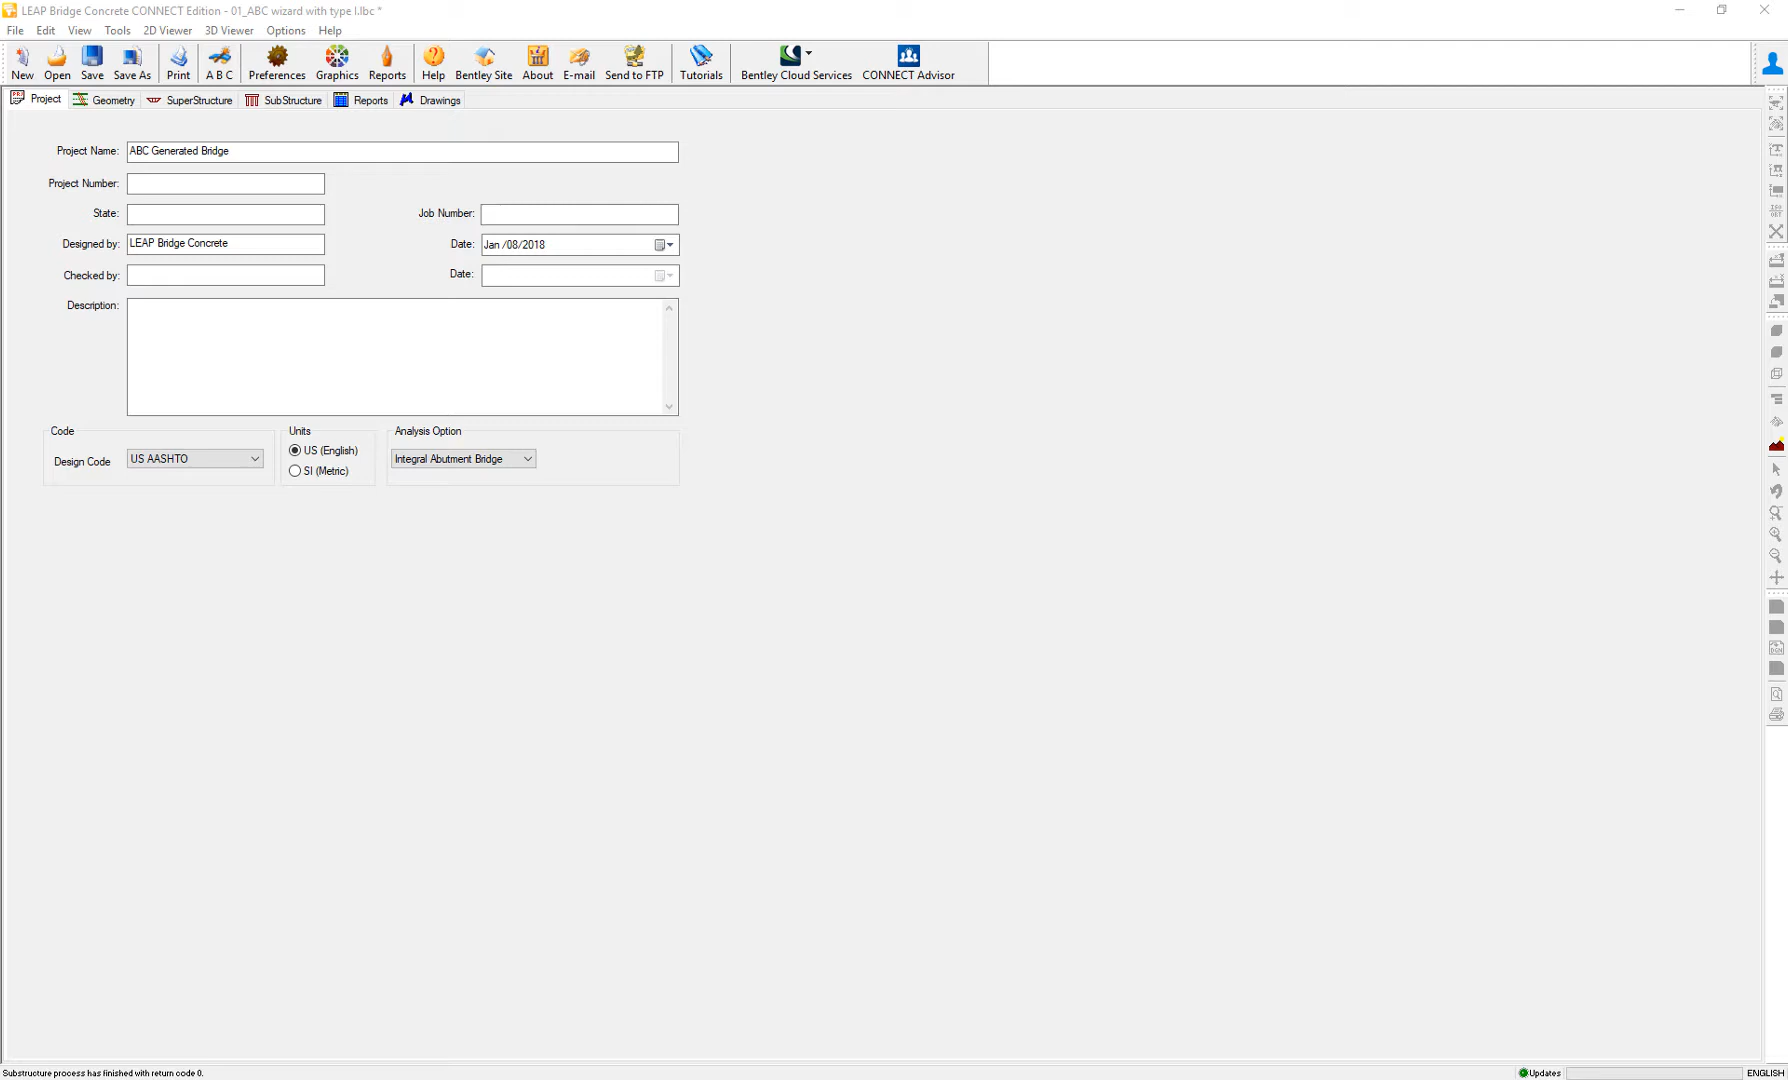 LEAP Bridge Concrete CONNECT Edition - 01_ABC wizard with type I.lbc *
File Edit View Tools 2D Viewer 3D Viewer Options Help
New Open Save Save As Print A B C Preferences Graphics Reports Help Bentley Site About E-mail Send to FTP Tutorials Bentley Cloud Services CONNECT Advisor
Project Geometry SuperStructure SubStructure Reports Drawings
Project Name: ABC Generated Bridge
Project Number:
State: Job Number:
Designed by: LEAP Bridge Concrete Date: Jan /08/2018
Checked by: Date:
Description:
Code Units Analysis Option
Design Code US AASHTO US (English) Integral Abutment Bridge
SI (Metric)
Substructure process has finished with return code 0. Updates ENGLISH